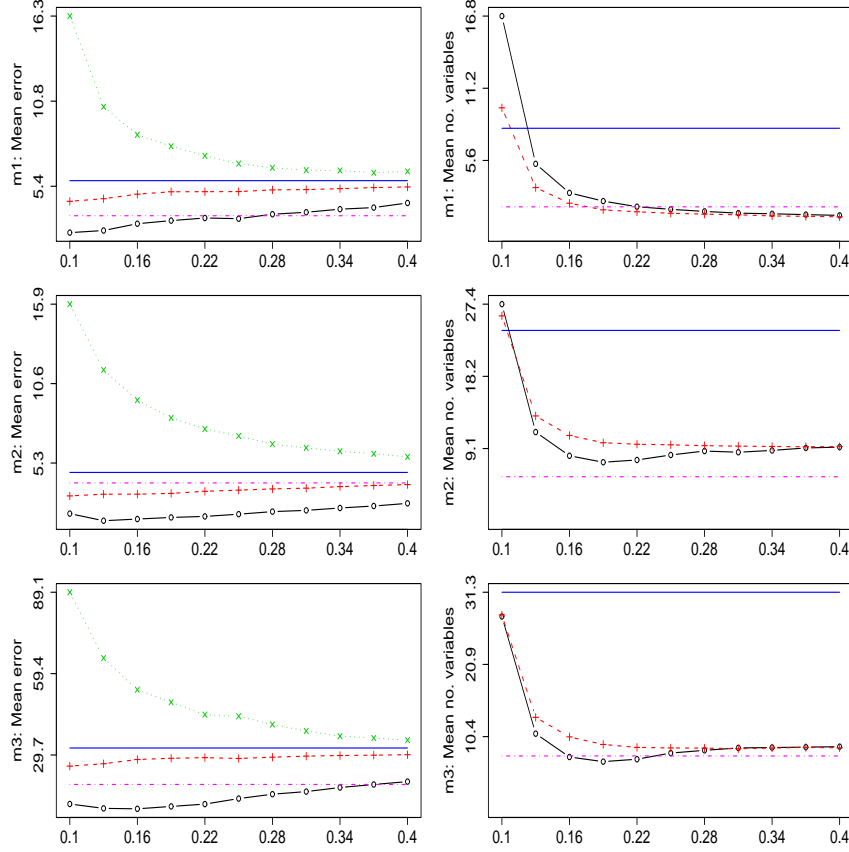 m1: Mean error
16.3
10.8
5.4
0.1 0.16 0.22 0.28 0.34 0.4
m1: Mean no. variables
16.8
11.2
5.6
0.1 0.16 0.22 0.28 0.34 0.4
m2: Mean error
15.9
10.6
5.3
0.1 0.16 0.22 0.28 0.34 0.4
m2: Mean no. variables
27.4
18.2
9.1
0.1 0.16 0.22 0.28 0.34 0.4
m3: Mean error
89.1
59.4
29.7
0.1 0.16 0.22 0.28 0.34 0.4
m3: Mean no. variables
31.3
20.9
10.4
0.1 0.16 0.22 0.28 0.34 0.4